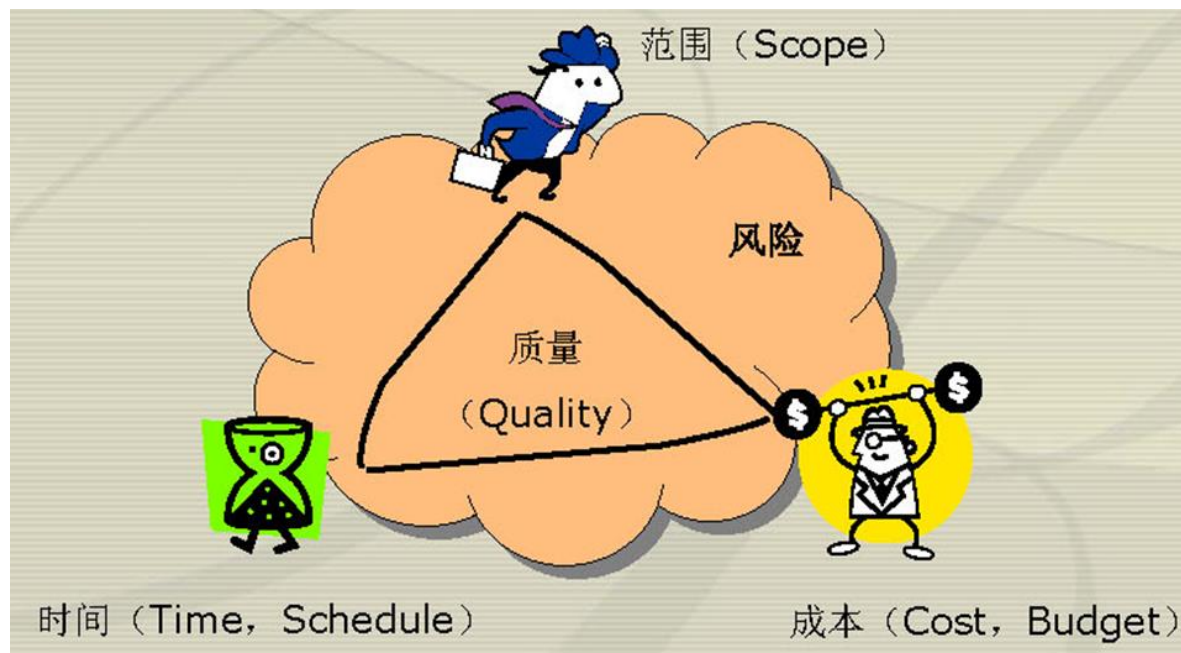 范围（Scope）
风险
质量
（Quality）
$
$
时间（Time，Schedule）
成本（Cost，Budget）